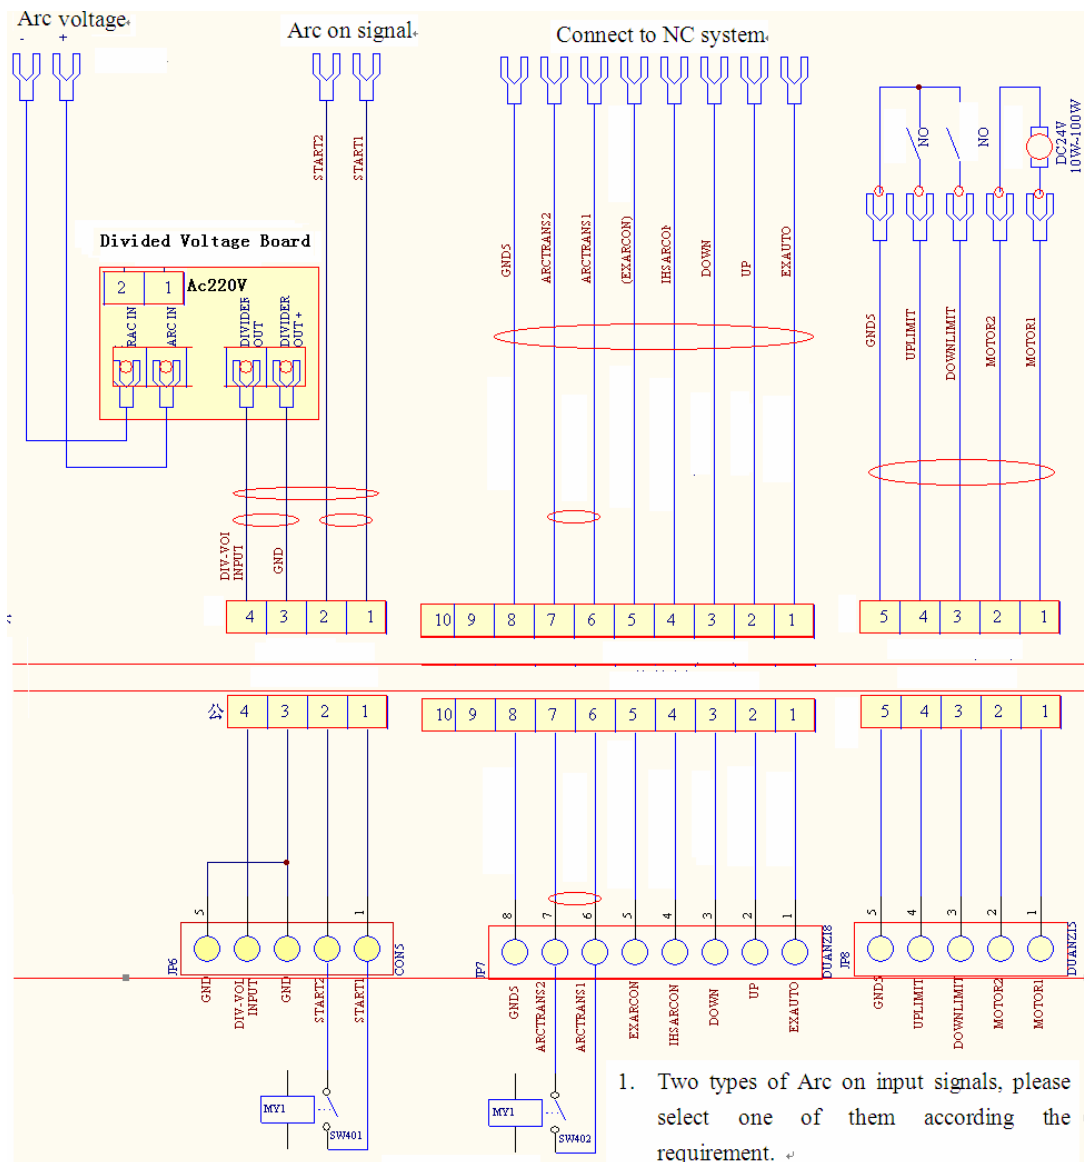 Arc voltage
- +
Arc on signal
Connect to NC system
START2
START1
GND5
ARCTRANS2
ARCTRANS1
(EXARCON)
IHSARCON
DOWN
UP
EXAUTO
NO
NO
DC24V
10W~100W
GND5
UPLIMIT
DOWNLIMIT
MOTOR2
MOTOR1
Divided Voltage Board
2 1 Ac220V
RAC IN
ARC IN
DIVIDER
OUT
DIVIDER
OUT +
DIV-VOI
INPUT
GND
4 3 2 1
10 9 8 7 6 5 4 3 2 1
5 4 3 2 1
公 4 3 2 1
10 9 8 7 6 5 4 3 2 1
5 4 3 2 1
5 1
8 7 6 5 4 3 2 1
5 4 3 2 1
JP6
CON5
JP7
DUANZI8
JP8
DUANZI5
GND
DIV-VOL
INPUT
GND
START2
START1
GND5
ARCTRANS2
ARCTRANS1
EXARCON
IHSARCON
DOWN
UP
EXAUTO
GND5
UPLIMIT
DOWNLIMIT
MOTOR2
MOTOR1
MY1
SW401
MY1
SW402
1. Two types of Arc on input signals, please
select one of them according the
requirement.